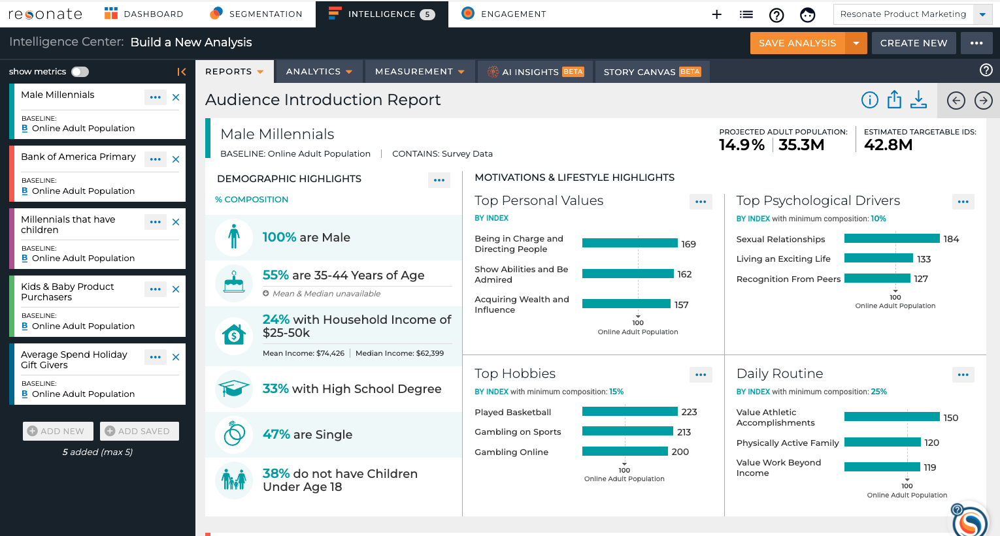 resonate
DASHBOARD
SEGMENTATION
INTELLIGENCE 5
ENGAGEMENT
Resonate Product Marketing
Intelligence Center: Build a New Analysis
SAVE ANALYSIS
CREATE NEW
show metrics
REPORTS
ANALYTICS
MEASUREMENT
AI INSIGHTS BETA
STORY CANVAS BETA
Male Millennials
BASELINE:
B Online Adult Population
Bank of America Primary
BASELINE:
B Online Adult Population
Millennials that have
children
BASELINE:
B Online Adult Population
Kids & Baby Product
Purchasers
BASELINE:
B Online Adult Population
Average Spend Holiday
Gift Givers
BASELINE:
B Online Adult Population
ADD NEW
ADD SAVED
5 added (max 5)
Audience Introduction Report
Male Millennials
BASELINE: Online Adult Population
CONTAINS: Survey Data
PROJECTED ADULT POPULATION:
14.9% 35.3M
ESTIMATED TARGETABLE IDS:
42.8M
DEMOGRAPHIC HIGHLIGHTS
% COMPOSITION
100% are Male
55% are 35-44 Years of Age
Mean & Median unavailable
24% with Household Income of
$25-50k
Mean Income: $74,426 Median Income: $62,399
33% with High School Degree
47% are Single
38% do not have Children
Under Age 18
MOTIVATIONS & LIFESTYLE HIGHLIGHTS
Top Personal Values
BY INDEX
Being in Charge and
Directing People
169
Show Abilities and Be
Admired
162
Acquiring Wealth and
Influence
157
100
Online Adult Population
Top Psychological Drivers
BY INDEX with minimum composition: 10%
Sexual Relationships 184
Living an Exciting Life 133
Recognition From Peers 127
100
Online Adult Population
Top Hobbies
BY INDEX with minimum composition: 15%
Played Basketball 223
Gambling on Sports 213
Gambling Online 200
100
Online Adult Population
Daily Routine
BY INDEX with minimum composition: 25%
Value Athletic
Accomplishments
150
Physically Active Family 120
Value Work Beyond
Income
119
100
Online Adult Population